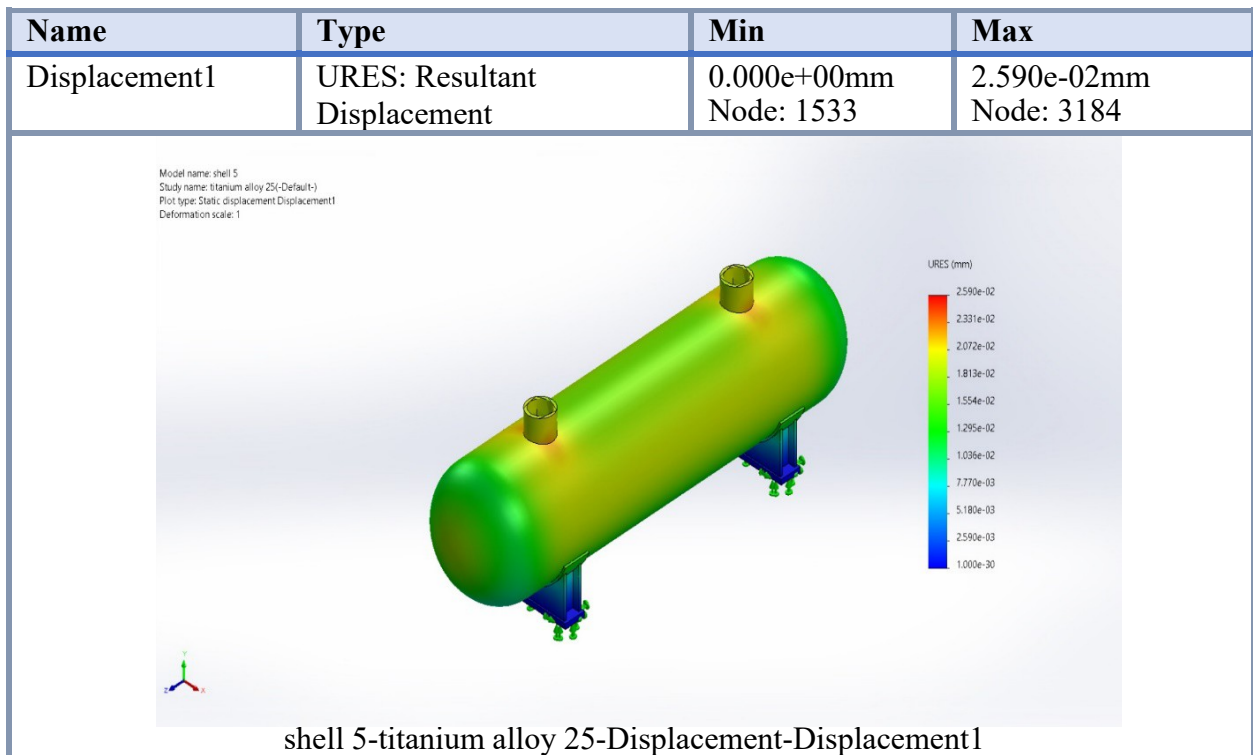 Name Type Min Max
Displacement1 URES: Resultant 0.000e+00mm 2.590e-02mm
Displacement Node: 1533 Node: 3184
Model name: shell 5
Study name: titanium alloy 25(-Default-)
Plot type: Static displacement Displacement1
Deformation scale: 1
URES (mm)
2.590e-02
2.331e-02
2.072e-02
1.813e-02
1.554e-02
1.295e-02
1.036e-02
7.770e-03
5.180e-03
2.590e-03
1.000e-30
Y
Z
X
shell 5-titanium alloy 25-Displacement-Displacement1